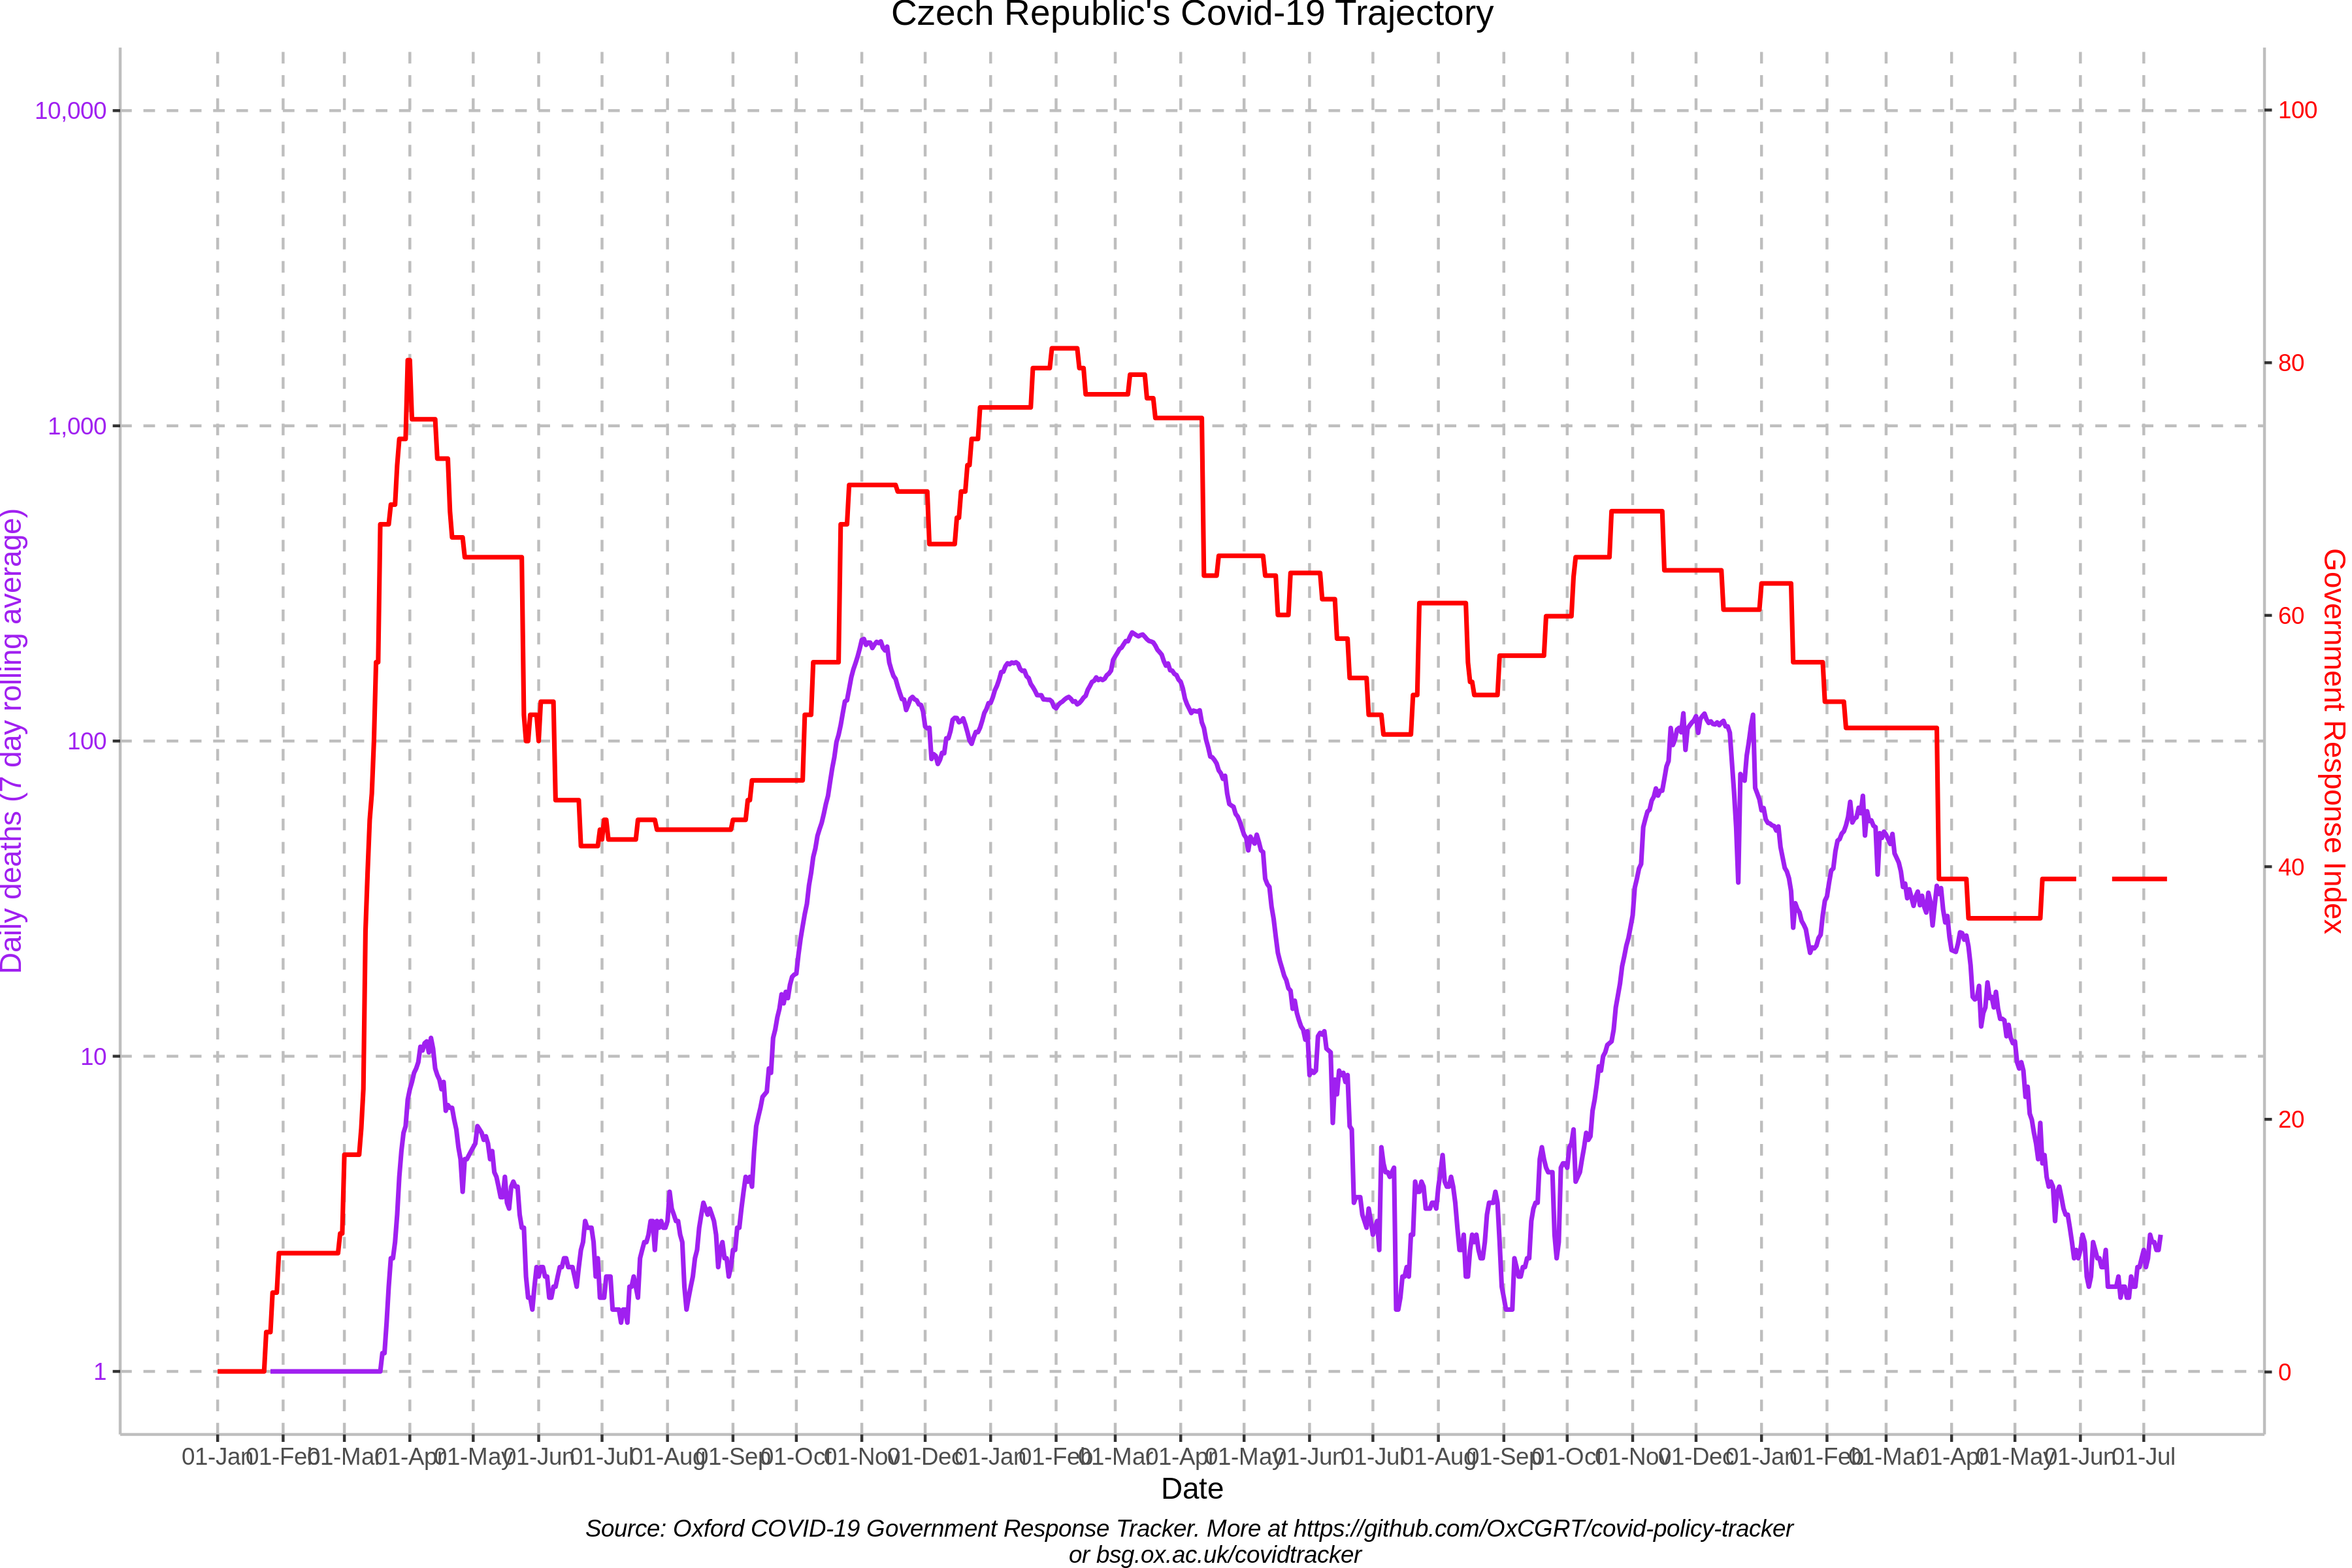 Czech Republic's Covid-19 Trajectory
10,000
1,000
100
10
1
Daily deaths (7 day rolling average)
100
80
60
40
20
0
Government Response Index
01-Jan 01-Feb 01-Mar 01-Apr 01-May 01-Jun 01-Jul 01-Aug 01-Sep 01-Oct 01-Nov 01-Dec 01-Jan 01-Feb 01-Mar 01-Apr 01-May 01-Jun 01-Jul 01-Aug 01-Sep 01-Oct 01-Nov 01-Dec 01-Jan 01-Feb 01-Mar 01-Apr 01-May 01-Jun 01-Jul
Date
Source: Oxford COVID-19 Government Response Tracker. More at https://github.com/OxCGRT/covid-policy-tracker
or bsg.ox.ac.uk/covidtracker